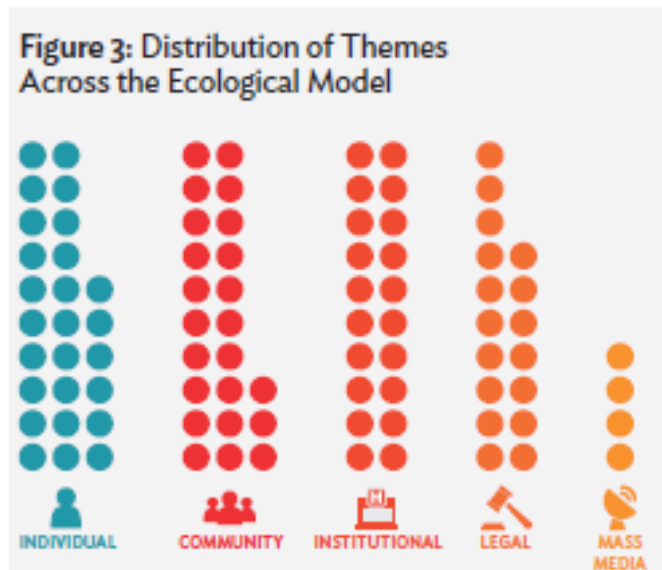 Figure 3: Distribution of Themes
Across the Ecological Model
INDIVIDUAL
COMMUNITY
INSTITUTIONAL
LEGAL
MASS
MEDIA
H